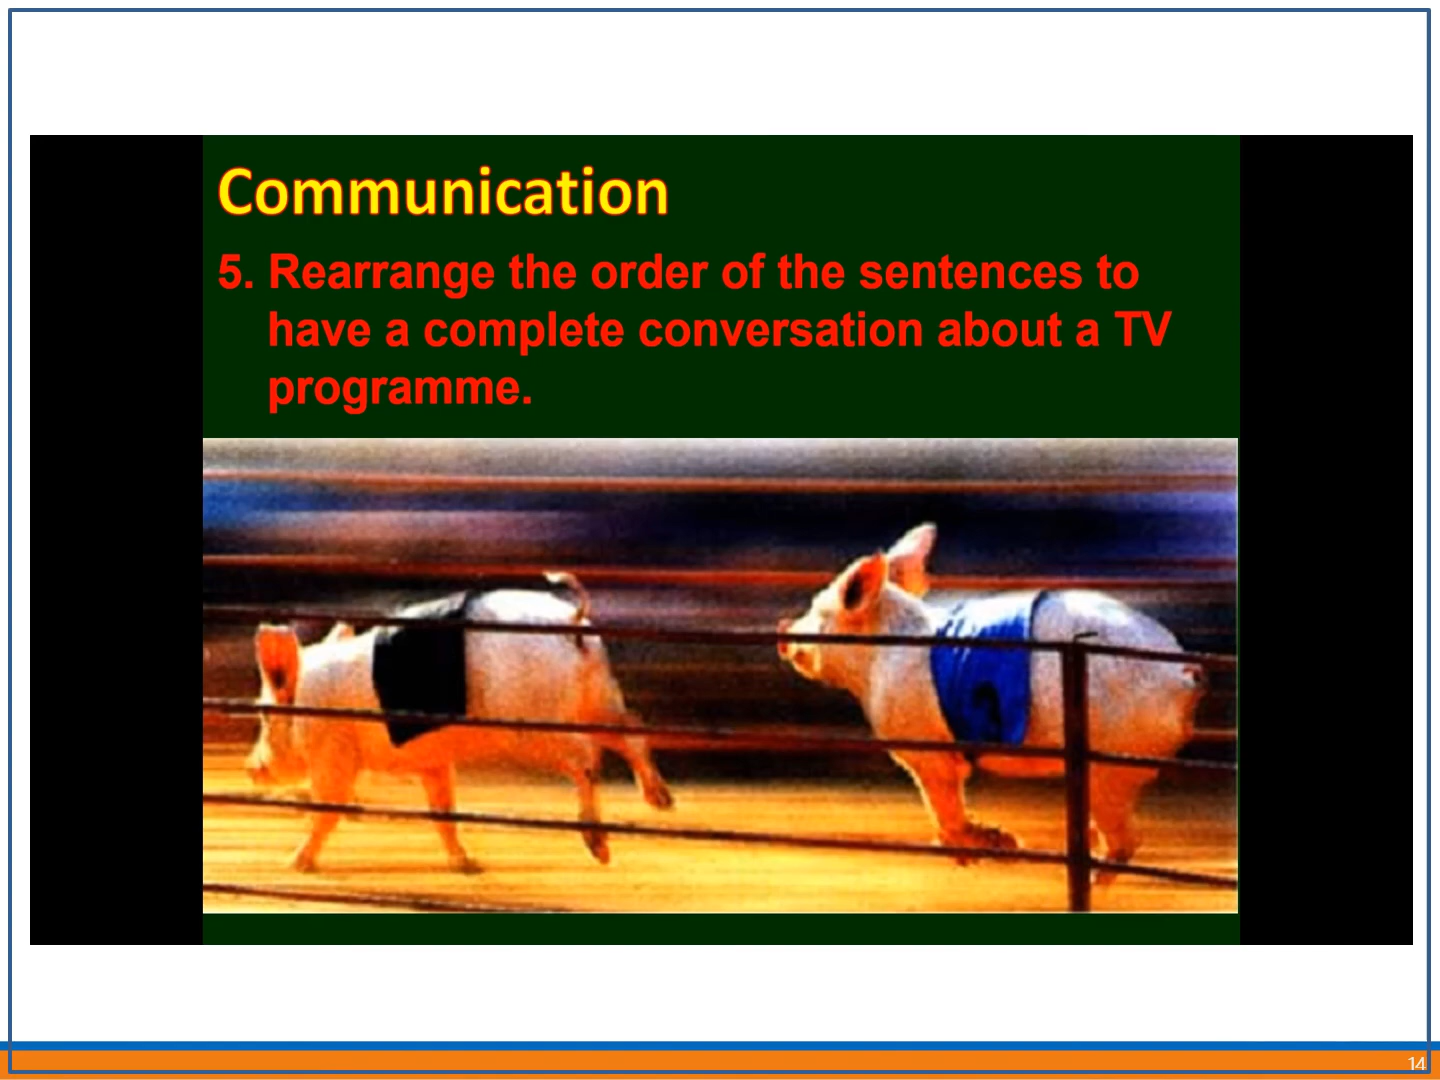 Communication
5. Rearrange the order of the sentences to
have a complete conversation about a TV
programme.
14